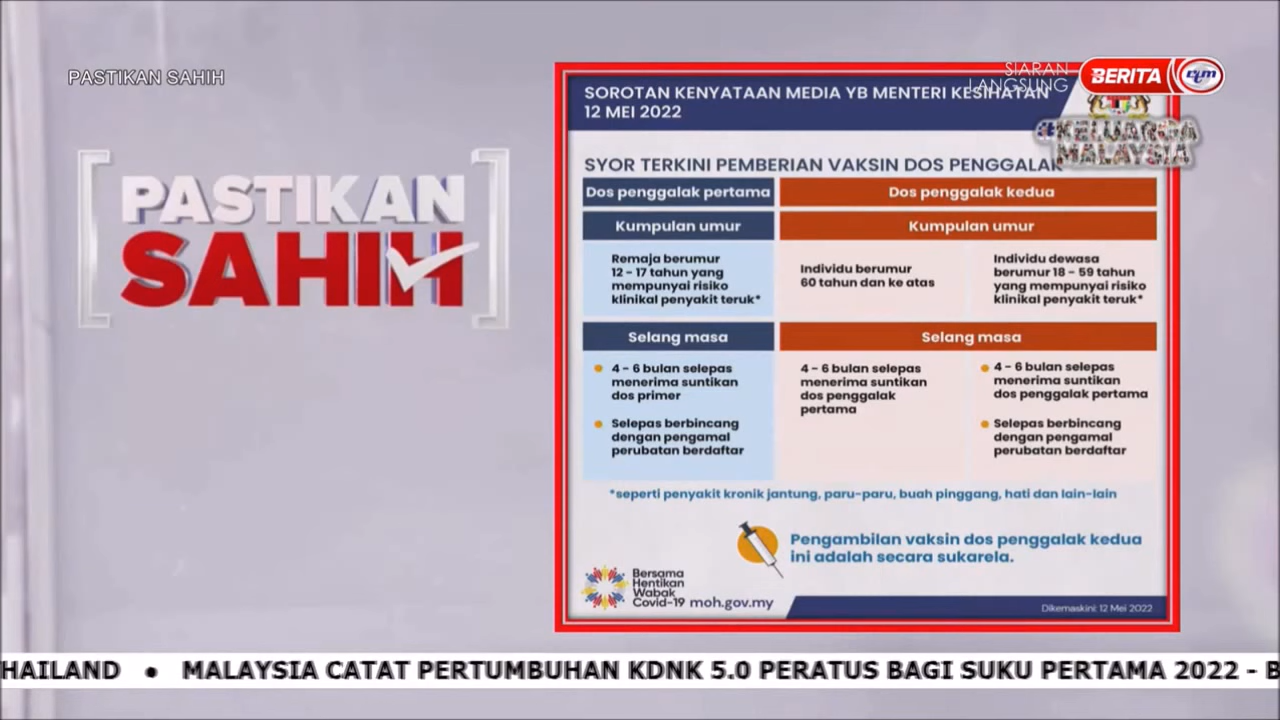 PASTIKAN SAHIH
SIARAN
LANGSUNG
BERITA rtm
#KELUARGA
MALAYSIA
PASTIKAN
SAHIH
SOROTAN KENYATAAN MEDIA YB MENTERI KESIHATAN
12 MEI 2022
SYOR TERKINI PEMBERIAN VAKSIN DOS PENGGALAK
Dos penggalak pertama
Dos penggalak kedua
Kumpulan umur
Kumpulan umur
Remaja berumur
12 - 17 tahun yang
mempunyai risiko
klinikal penyakit teruk*
Individu berumur
60 tahun dan ke atas
Individu dewasa
berumur 18 - 59 tahun
yang mempunyai risiko
klinikal penyakit teruk*
Selang masa
Selang masa
4 - 6 bulan selepas
menerima suntikan
dos primer
Selepas berbincang
dengan pengamal
perubatan berdaftar
4 - 6 bulan selepas
menerima suntikan
dos penggalak
pertama
4 - 6 bulan selepas
menerima suntikan
dos penggalak pertama
Selepas berbincang
dengan pengamal
perubatan berdaftar
*seperti penyakit kronik jantung, paru-paru, buah pinggang, hati dan lain-lain
Pengambilan vaksin dos penggalak kedua
ini adalah secara sukarela.
Bersama
Hentikan
Wabak
Covid-19 moh.gov.my
Dikemaskini: 12 Mei 2022
HAILAND • MALAYSIA CATAT PERTUMBUHAN KDNK 5.0 PERATUS BAGI SUKU PERTAMA 2022 - B